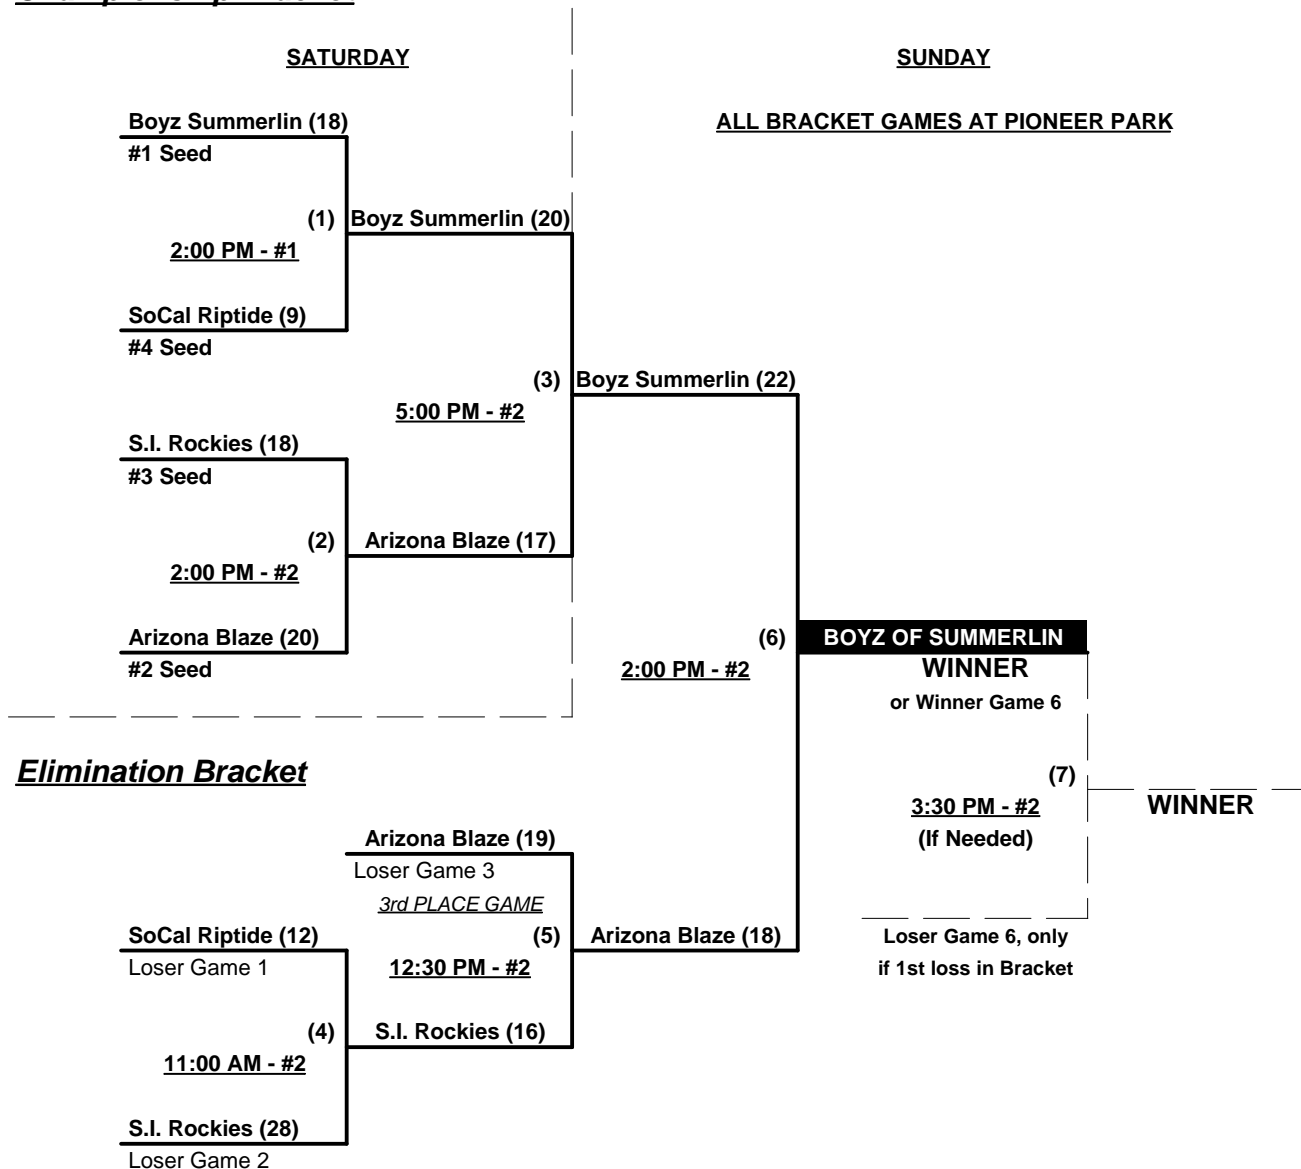 SATURDAY
SUNDAY
Boyz Summerlin (18)
ALL BRACKET GAMES AT PIONEER PARK
#1 Seed
(1)
Boyz Summerlin (20)
2:00 PM - #1
SoCal Riptide (9)
#4 Seed
(3)
Boyz Summerlin (22)
5:00 PM - #2
S.I. Rockies (18)
#3 Seed
(2)
Arizona Blaze (17)
2:00 PM - #2
Arizona Blaze (20)
#2 Seed
(6)
BOYZ OF SUMMERLIN
2:00 PM - #2
WINNER
or Winner Game 6
Elimination Bracket
(7)
3:30 PM - #2
WINNER
(If Needed)
Arizona Blaze (19)
Loser Game 3
3rd PLACE GAME
SoCal Riptide (12)
(5)
Arizona Blaze (18)
Loser Game 6, only
Loser Game 1
12:30 PM - #2
if 1st loss in Bracket
(4)
S.I. Rockies (16)
11:00 AM - #2
S.I. Rockies (28)
Loser Game 2